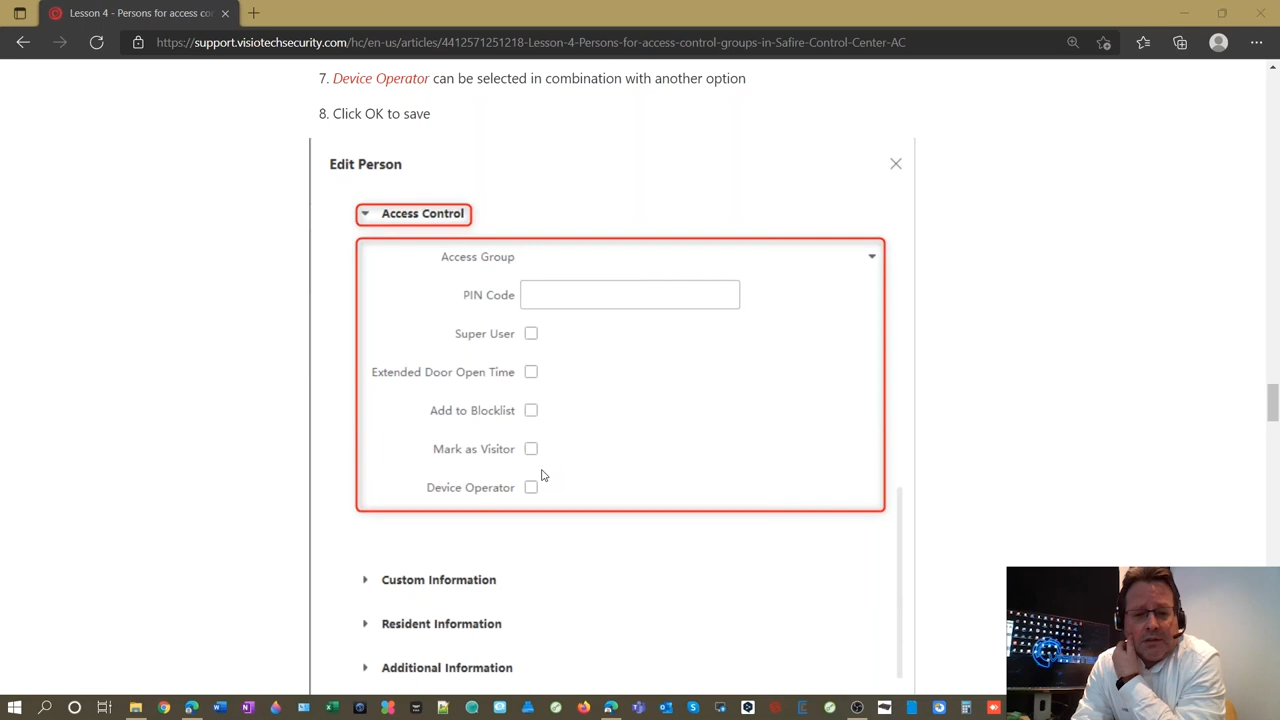 Lesson 4 - Persons for access co
https://support.visiotechsecurity.com/hc/en-us/articles/4412571251218-Lesson-4-Persons-for-access-control-groups-in-Safire-Control-Center-AC
7. Device Operator can be selected in combination with another option
8. Click OK to save
Edit Person
Access Control
Access Group
PIN Code
Super User
Extended Door Open Time
Add to Blocklist
Mark as Visitor
Device Operator
Custom Information
Resident Information
Additional Information